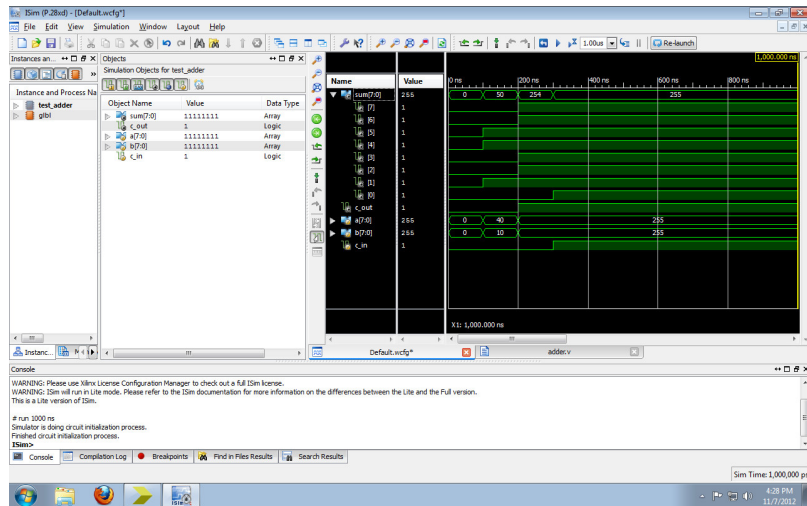 ISim (P.28xd) - [Default.wcfg*]
File Edit View Simulation Window Layout Help
1.00us Re-launch
Instances an...
Instance and Process Na
test_adder
glbl
Objects
Simulation Objects for test_adder
Object Name Value Data Type
sum[7:0] 11111111 Array
c_out 1 Logic
a[7:0] 11111111 Array
b[7:0] 11111111 Array
c_in 1 Logic
1,000.000 ns
Name Value
0 ns 200 ns 400 ns 600 ns 800 ns
sum[7:0] 255 0 50 254 255
[7] 1
[6] 1
[5] 1
[4] 1
[3] 1
[2] 1
[1] 1
[0] 1
c_out 1
a[7:0] 255 0 40 255
b[7:0] 255 0 10 255
c_in 1
X1: 1,000.000 ns
Instanc...
Default.wcfg* adder.v
Console
WARNING: Please use Xilinx License Configuration Manager to check out a full ISim license.
WARNING: ISim will run in Lite mode. Please refer to the ISim documentation for more information on the differences between the Lite and the Full version.
This is a Lite version of ISim.
# run 1000 ns
Simulator is doing circuit initialization process.
Finished circuit initialization process.
ISim>
Console Compilation Log Breakpoints Find in Files Results Search Results
Sim Time: 1,000,000 ps
4:28 PM
11/7/2012